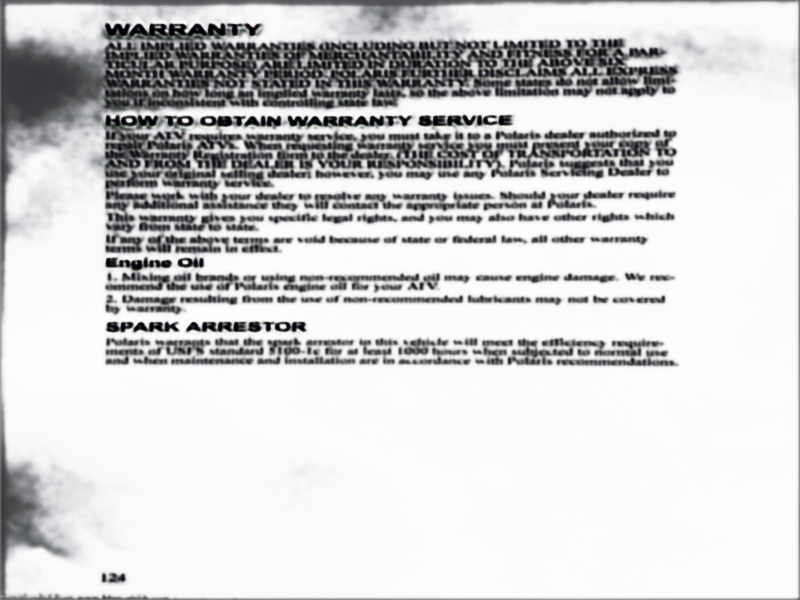 WARRANTY
ALL IMPLIED WARRANTIES (INCLUDING BUT NOT LIMITED TO THE
IMPLIED WARRANTIES OF MERCHANTABILITY AND FITNESS FOR A PAR-
TICULAR PURPOSE) ARE LIMITED IN DURATION TO THE ABOVE SIX
MONTH WARRANTY PERIOD. POLARIS FURTHER DISCLAIMS ALL EXPRESS
WARRANTIES NOT STATED IN THIS WARRANTY. Some states do not allow limi-
tations on how long an implied warranty lasts, so the above limitation may not apply to
you if inconsistent with controlling state law.
HOW TO OBTAIN WARRANTY SERVICE
If your ATV requires warranty service, you must take it to a Polaris dealer authorized to
repair Polaris ATVs. When requesting warranty service you must present your copy of
the Warranty Registration form to the dealer. (THE COST OF TRANSPORTATION TO
AND FROM THE DEALER IS YOUR RESPONSIBILITY). Polaris suggests that you
use your original selling dealer; however, you may use any Polaris Servicing Dealer to
perform warranty service.
Please work with your dealer to resolve any warranty issues. Should your dealer require
any additional assistance they will contact the appropriate person at Polaris.
This warranty gives you specific legal rights, and you may also have other rights which
vary from state to state.
If any of the above terms are void because of state or federal law, all other warranty
terms will remain in effect.
Engine Oil
1. Mixing oil brands or using non-recommended oil may cause engine damage. We rec-
ommend the use of Polaris engine oil for your ATV.
2. Damage resulting from the use of non-recommended lubricants may not be covered
by warranty.
SPARK ARRESTOR
Polaris warrants that the spark arrestor in this vehicle will meet the efficiency require-
ments of USFS standard 5100-1c for at least 1000 hours when subjected to normal use
and when maintenance and installation are in accordance with Polaris recommendations.
124